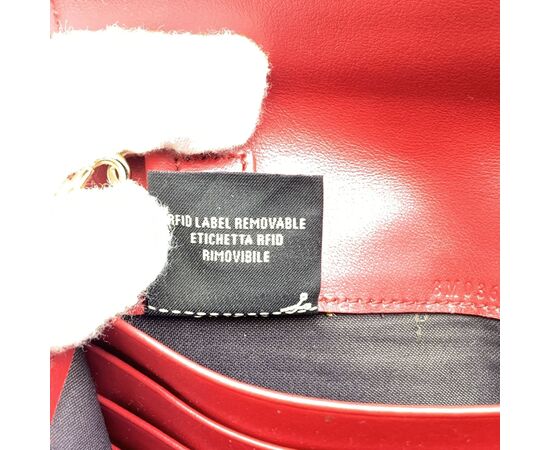 RFID LABEL REMOVABLE
ETICHETTA RFID
RIMOVIBILE